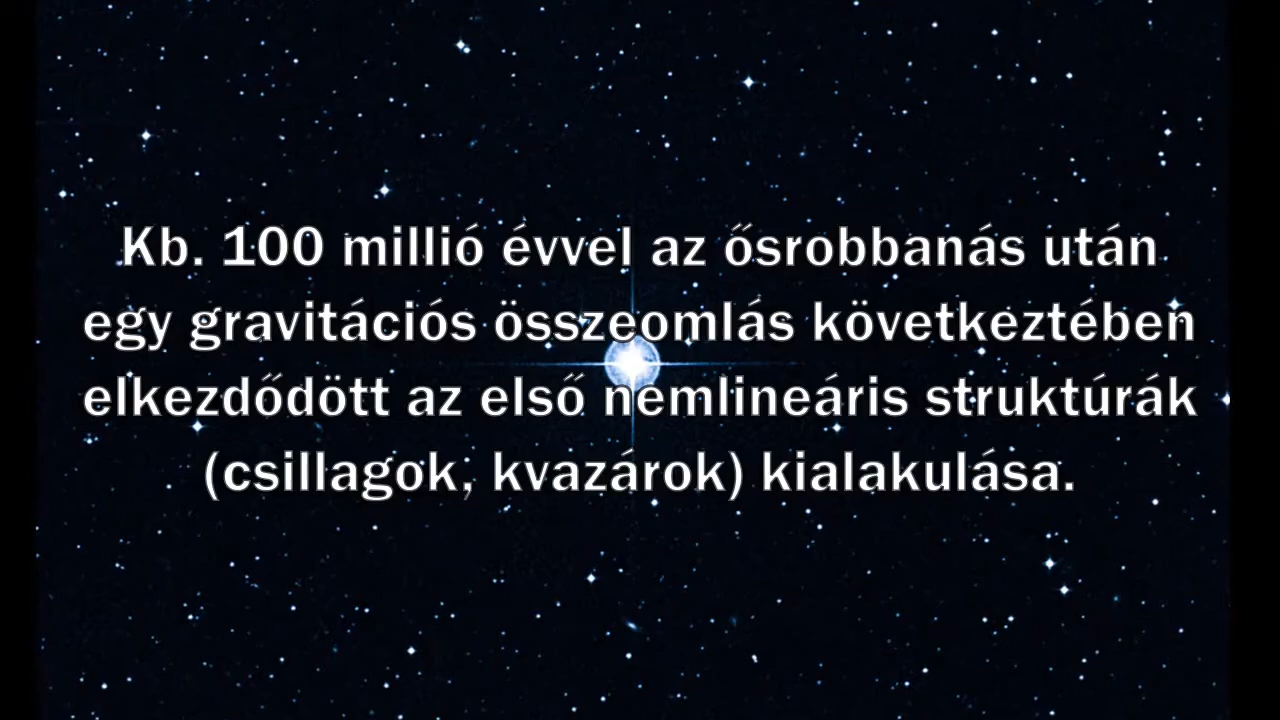 Kb. 100 millió évvel az ősrobbanás után
egy gravitációs összeomlás következtében
elkezdődött az első nemlineáris struktúrák
(csillagok, kvazárok) kialakulása.